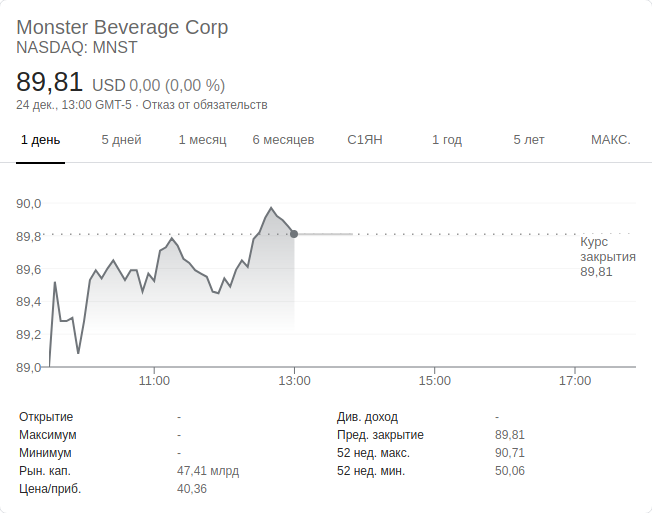 Monster Beverage Corp
NASDAQ: MNST
89,81 USD 0,00 (0,00 %)
24 дек., 13:00 GMT-5 · Отказ от обязательств
1 день 5 дней 1 месяц 6 месяцев С1ЯН 1 год 5 лет МАКС.
90,0
89,8
89,6
89,4
89,2
89,0
Курс
закрытия
89,81
11:00 13:00 15:00 17:00
Открытие - Див. доход -
Максимум - Пред. закрытие 89,81
Минимум - 52 нед. макс. 90,71
Рын. кап. 47,41 млрд 52 нед. мин. 50,06
Цена/приб. 40,36